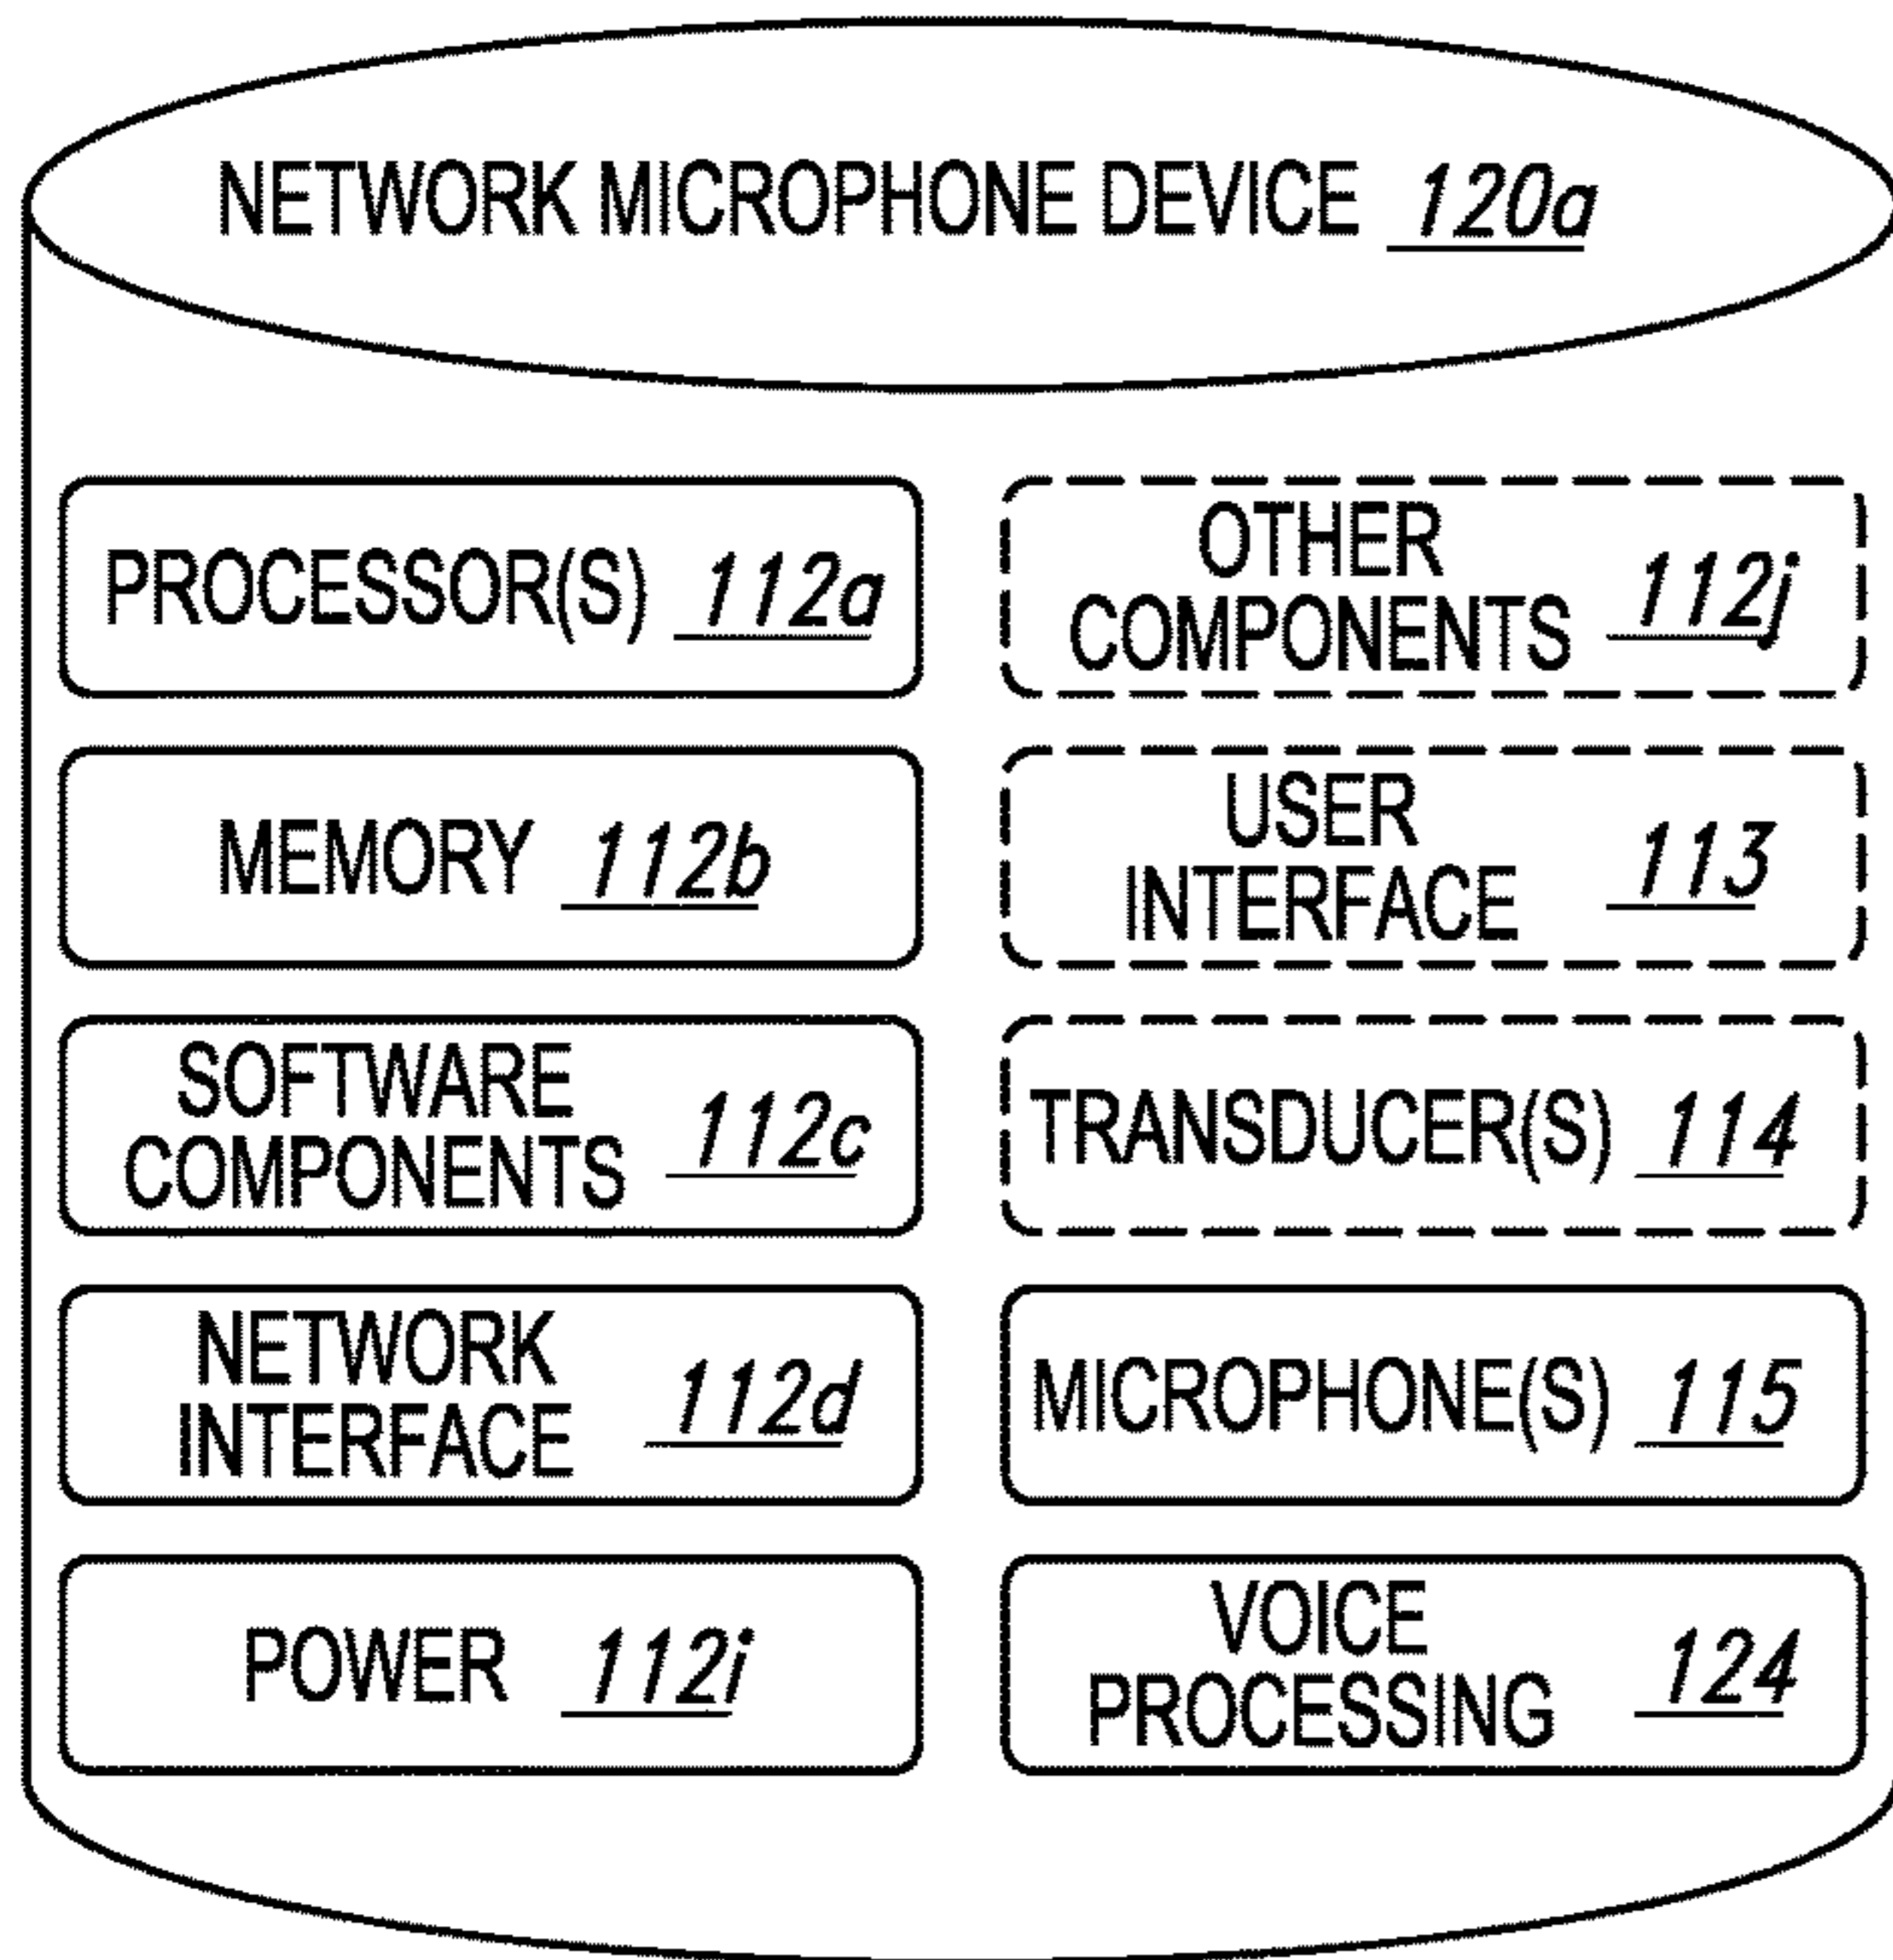 NETWORK MICROPHONE DEVICE 120a
PROCESSOR(S) 112a
MEMORY 112b
SOFTWARE
COMPONENTS 112c
NETWORK
INTERFACE 112d
POWER 112i
OTHER
COMPONENTS 112j
USER
INTERFACE 113
TRANSDUCER(S) 114
MICROPHONE(S) 115
VOICE
PROCESSING 124